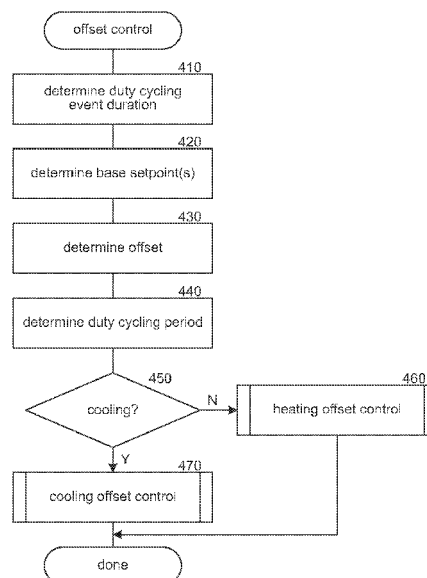 offset control
410
determine duty cycling
event duration
420
determine base setpoint(s)
430
determine offset
440
determine duty cycling period
450
cooling?
N
460
heating offset control
Y
470
cooling offset control
done